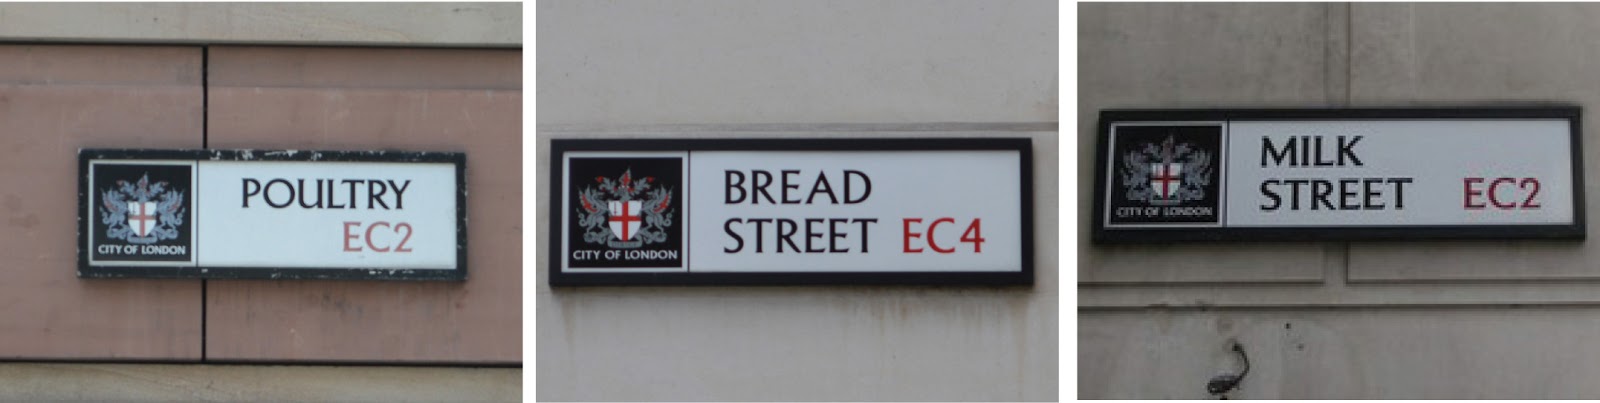 CITY OF LONDON
POULTRY
EC2
CITY OF LONDON
BREAD
STREET EC4
CITY OF LONDON
MILK
STREET EC2